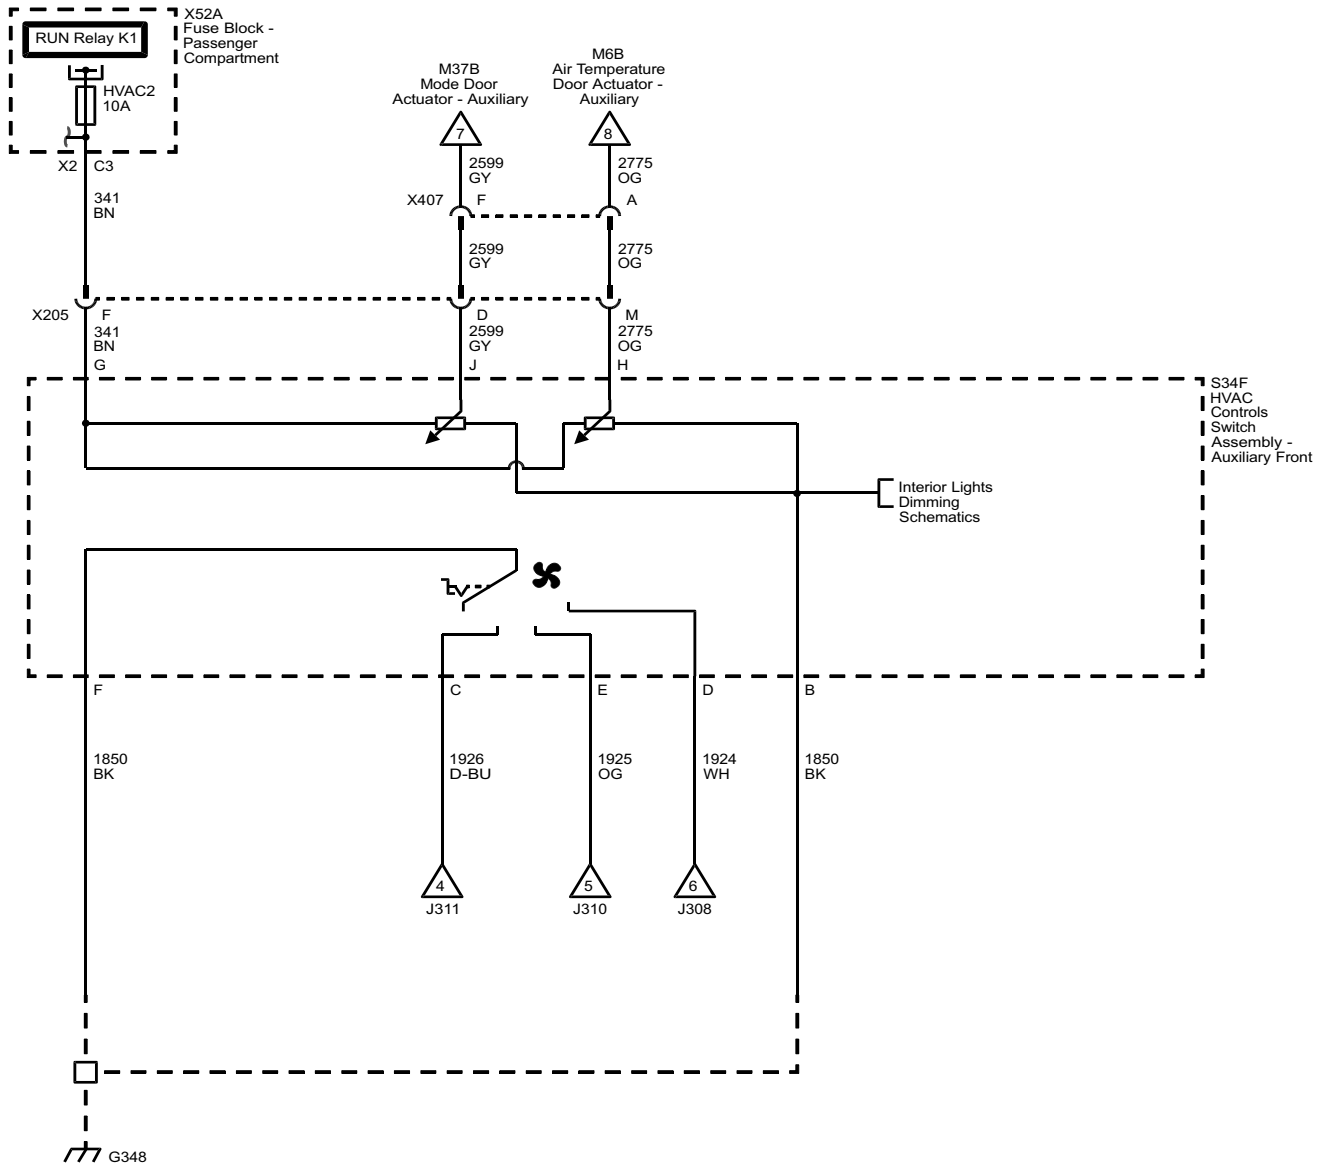 X52A
Fuse Block -
Passenger
Compartment
RUN Relay K1
HVAC2
10A
X2
C3
341
BN
M37B
Mode Door
Actuator - Auxiliary
7
2599
GY
M6B
Air Temperature
Door Actuator -
Auxiliary
8
2775
OG
X407
F
A
2599
GY
2775
OG
X205
F
D
M
341
BN
2599
GY
2775
OG
G
J
H
S34F
HVAC
Controls
Switch
Assembly -
Auxiliary Front
Interior Lights
Dimming
Schematics
F
C
E
D
B
1850
BK
1926
D-BU
1925
OG
1924
WH
1850
BK
4
5
6
J311
J310
J308
G348